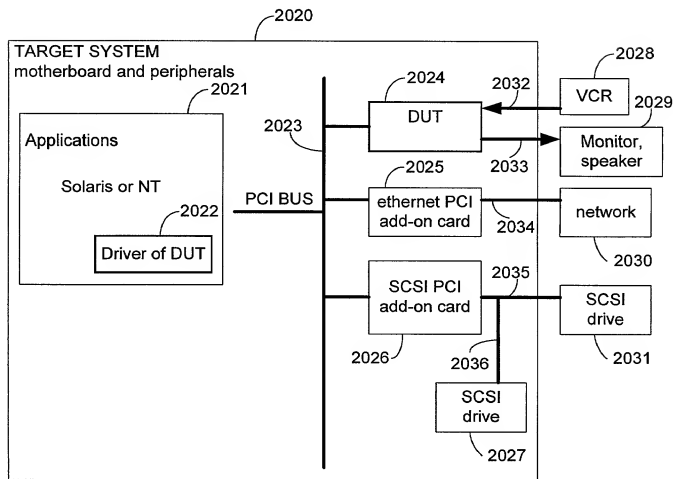 2020
TARGET SYSTEM
motherboard and peripherals
2021
Applications
Solaris or NT
2022
Driver of DUT
PCI BUS
2023
2024
DUT
2032
2033
2028
VCR
2029
Monitor,
speaker
2025
ethernet PCI
add-on card
2034
network
2030
SCSI PCI
add-on card
2026
2035
2036
SCSI
drive
2031
SCSI
drive
2027